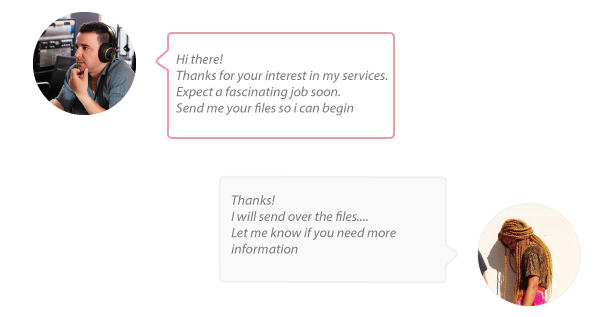 Hi there!
Thanks for your interest in my services.
Expect a fascinating job soon.
Send me your files so i can begin
Thanks!
I will send over the files....
Let me know if you need more
information